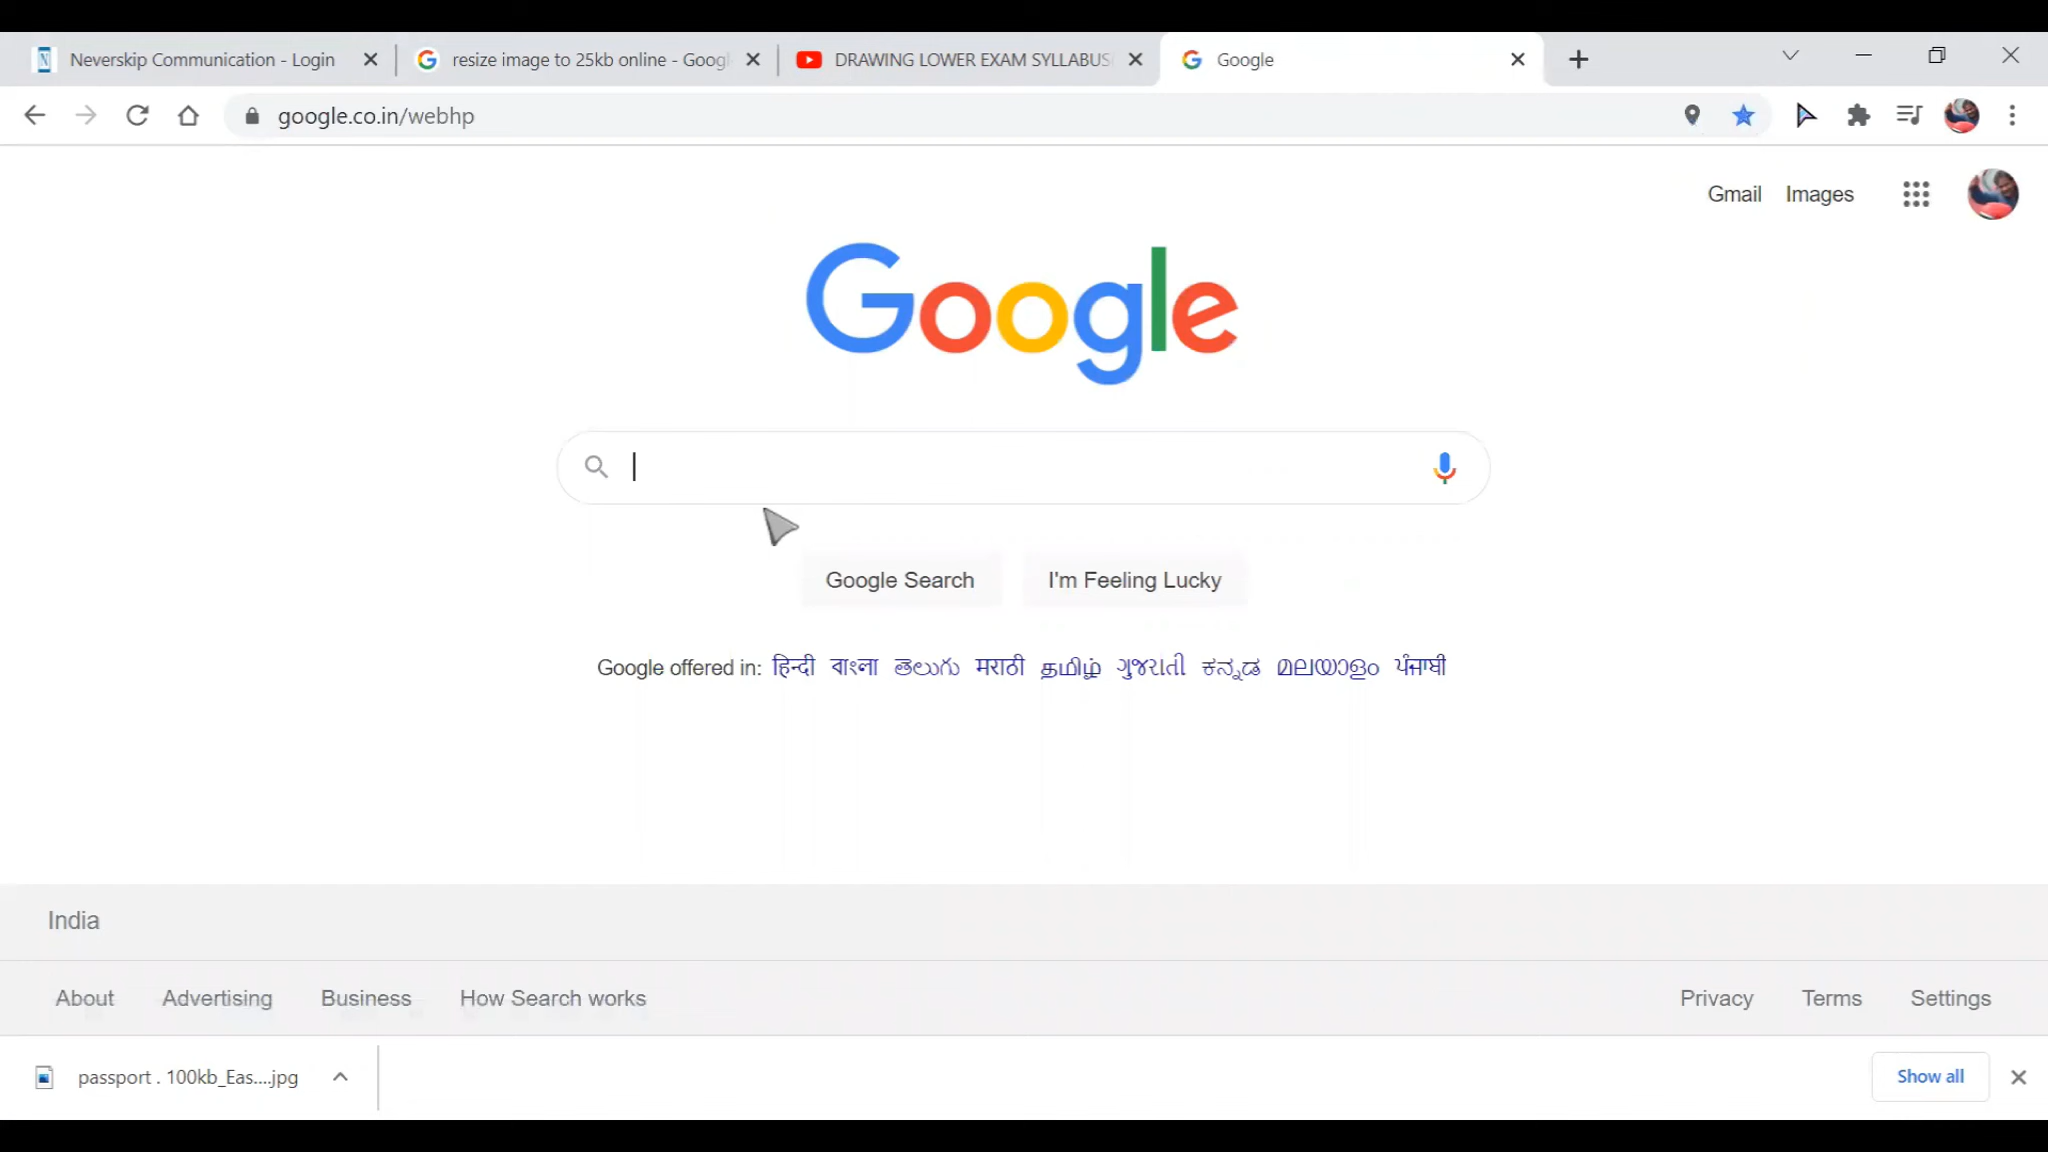 Neverskip Communication - Login
resize image to 25kb online - Googl
DRAWING LOWER EXAM SYLLABUS
Google
google.co.in/webhp
Gmail Images
Google
Google Search I'm Feeling Lucky
Google offered in: हिन्दी বাংলা తెలుగు मराठी தமிழ் ગુજરાતી ಕನ್ನಡ മലയാളം ਪੰਜਾਬੀ
India
About Advertising Business How Search works Privacy Terms Settings
passport . 100kb_Eas....jpg Show all